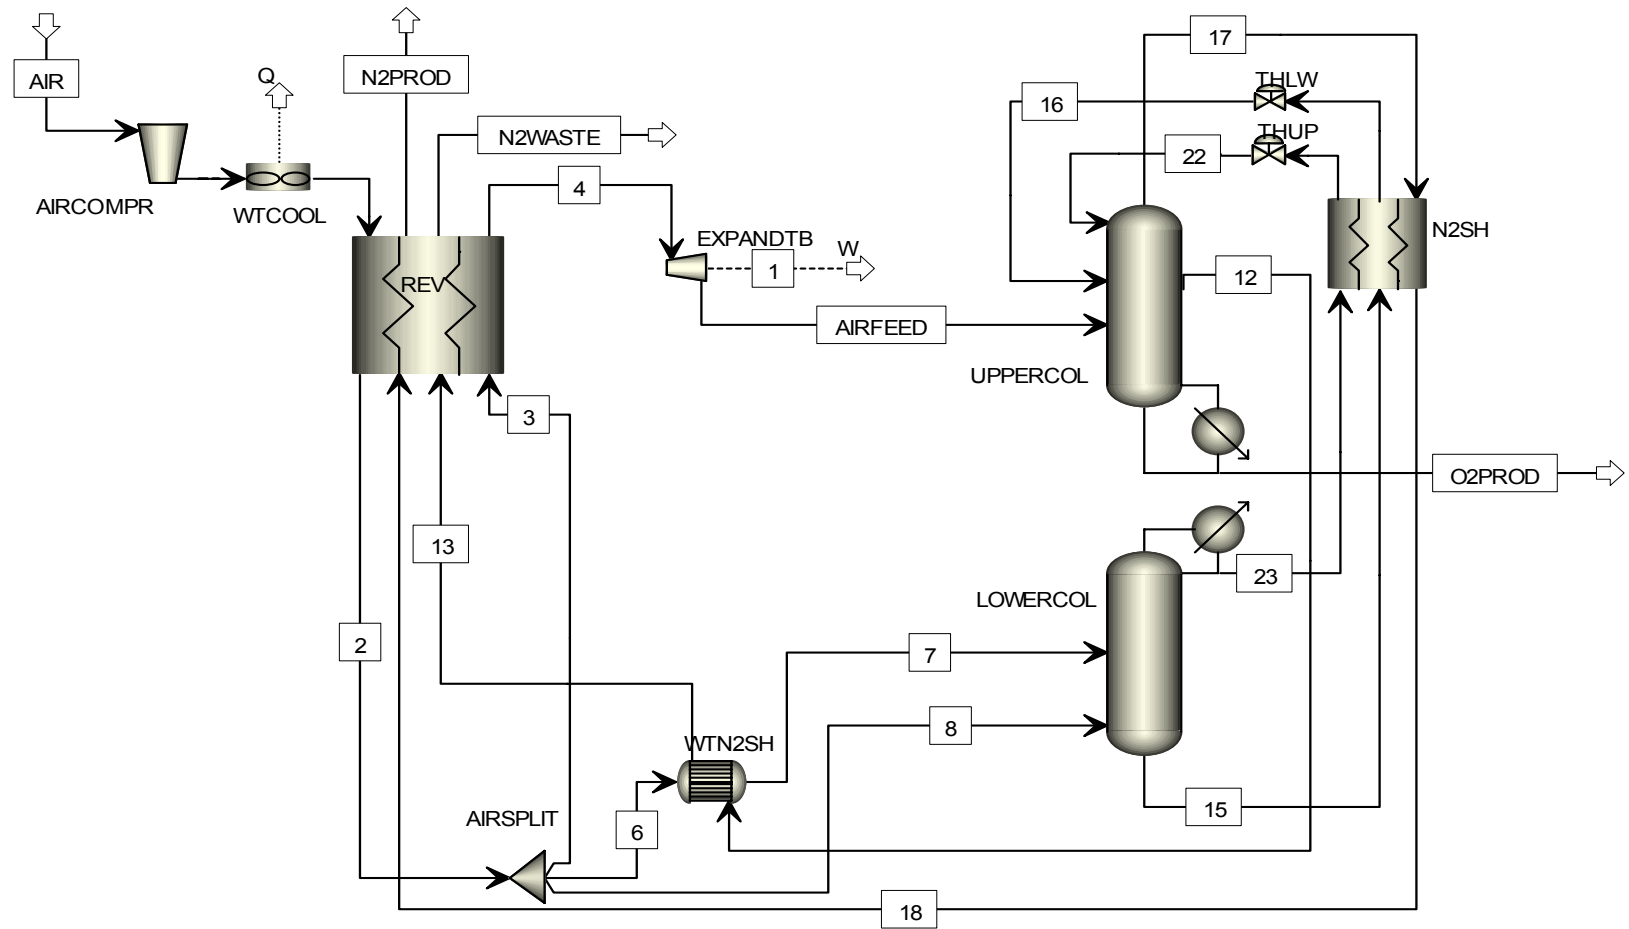 17
AIR
N2PROD
Q
THLW
16
N2WASTE
THUP
22
4
AIRCOMPR
WTCOOL
N2SH
EXPANDTB
W
1
12
REV
AIRFEED
UPPERCOL
3
O2PROD
13
23
LOWERCOL
2
7
8
WTN2SH
15
AIRSPLIT
6
18